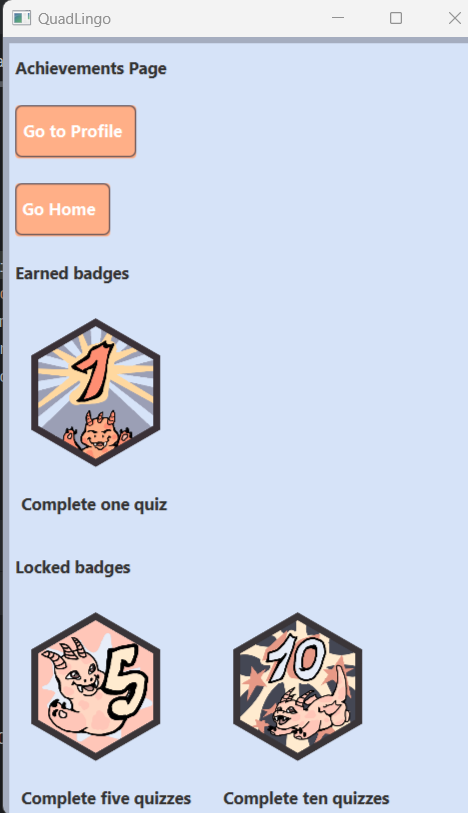 QuadLingo
Achievements Page
Go to Profile
Go Home
Earned badges
1
Complete one quiz
Locked badges
5
10
Complete five quizzes
Complete ten quizzes